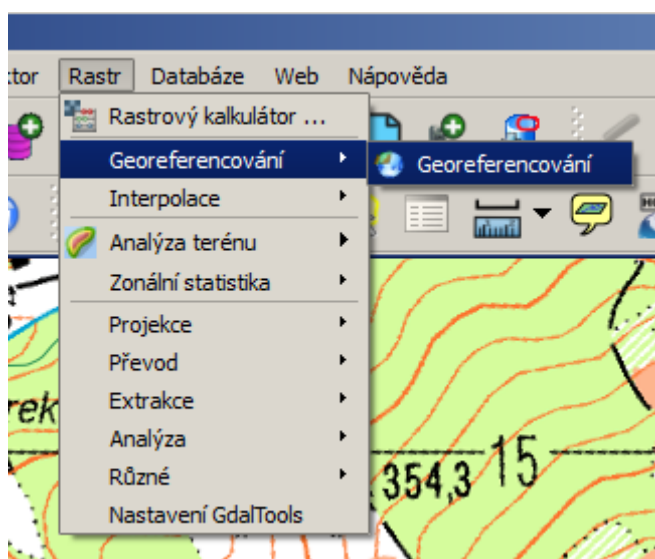 ktor Rastr Databáze Web Nápověda
Rastrový kalkulátor ...
Georeferencování
Georeferencování
Interpolace
Analýza terénu
Zonální statistika
Projekce
Převod
Extrakce
Analýza
Různé
Nastavení GdalTools
rek
354,3
15